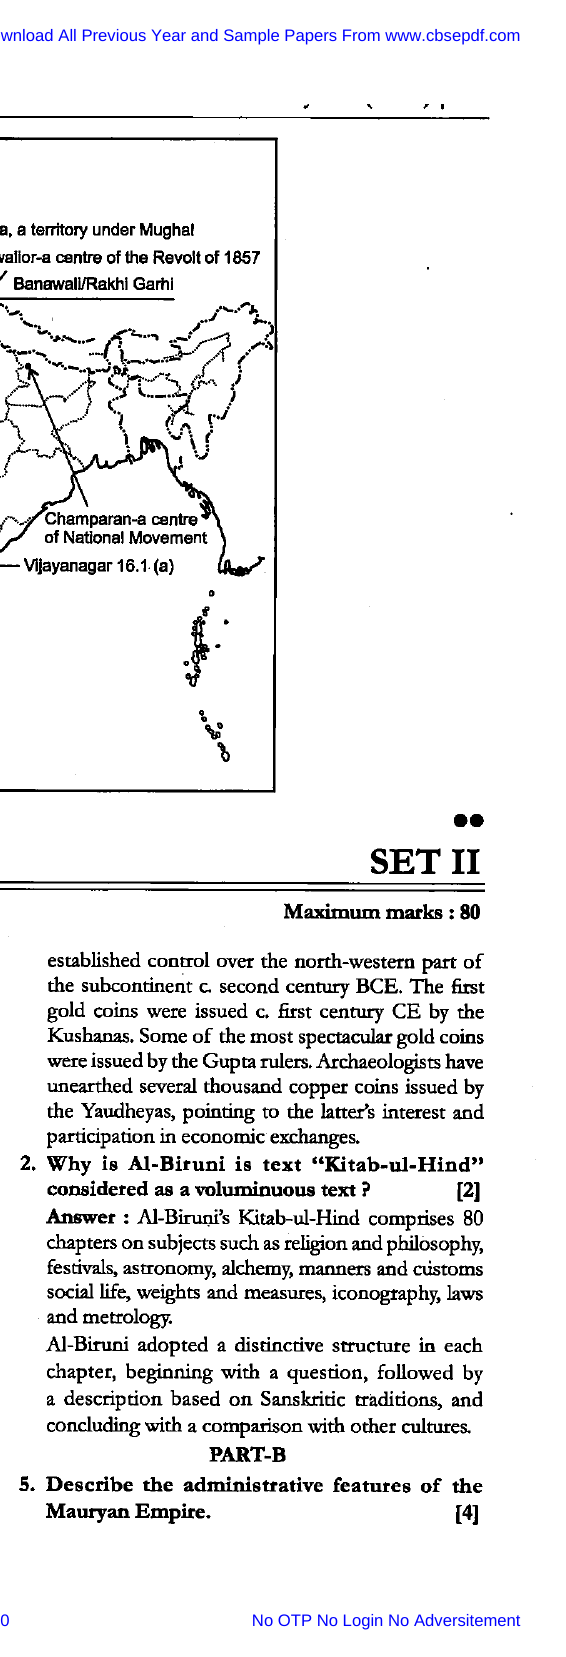 wnload All Previous Year and Sample Papers From www.cbsepdf.com
a, a territory under Mughal
vallor-a centre of the Revolt of 1857
Banawali/Rakhi Garhi
Champaran-a centre
of National Movement
Vijayanagar 16.1 (a)
SET II
Maximum marks : 80
established control over the north-western part of
the subcontinent c. second century BCE. The first
gold coins were issued c. first century CE by the
Kushanas. Some of the most spectacular gold coins
were issued by the Gupta rulers. Archaeologists have
unearthed several thousand copper coins issued by
the Yaudheyas, pointing to the latter's interest and
participation in economic exchanges.
2. Why is Al-Biruni is text “Kitab-ul-Hind”
considered as a voluminuous text ? [2]
Answer : Al-Biruni's Kitab-ul-Hind comprises 80
chapters on subjects such as religion and philosophy,
festivals, astronomy, alchemy, manners and customs
social life, weights and measures, iconography, laws
and metrology.
Al-Biruni adopted a distinctive structure in each
chapter, beginning with a question, followed by
a description based on Sanskritic traditions, and
concluding with a comparison with other cultures.
PART-B
5. Describe the administrative features of the
Mauryan Empire. [4]
0
No OTP No Login No Adversitement